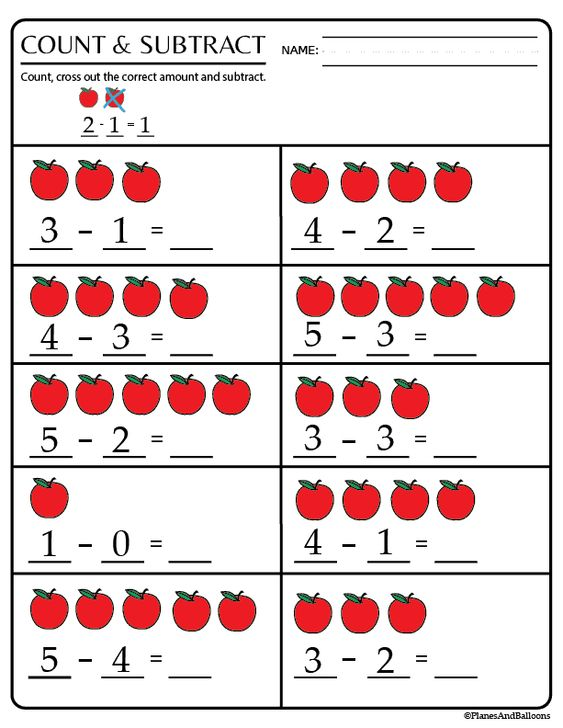 COUNT & SUBTRACT
NAME:
Count, cross out the correct amount and subtract.
2 - 1 = 1
3 - 1 = ___
4 - 2 = ___
4 - 3 = ___
5 - 3 = ___
5 - 2 = ___
3 - 3 = ___
1 - 0 = ___
4 - 1 = ___
5 - 4 = ___
3 - 2 = ___
©PlanesAndBalloons